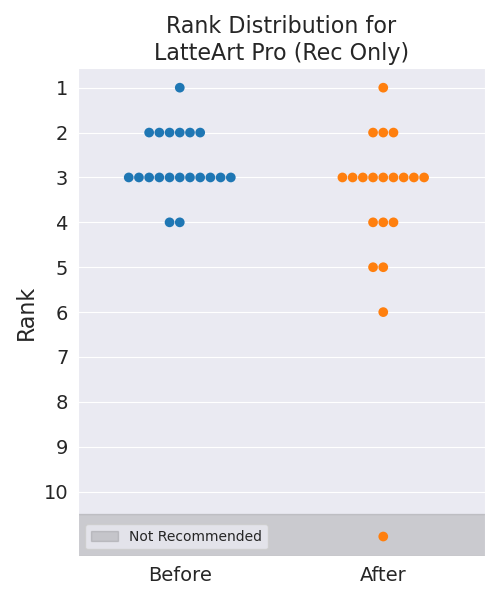 Rank Distribution for
LatteArt Pro (Rec Only)
Rank
1
2
3
4
5
6
7
8
9
10
Not Recommended
Before
After